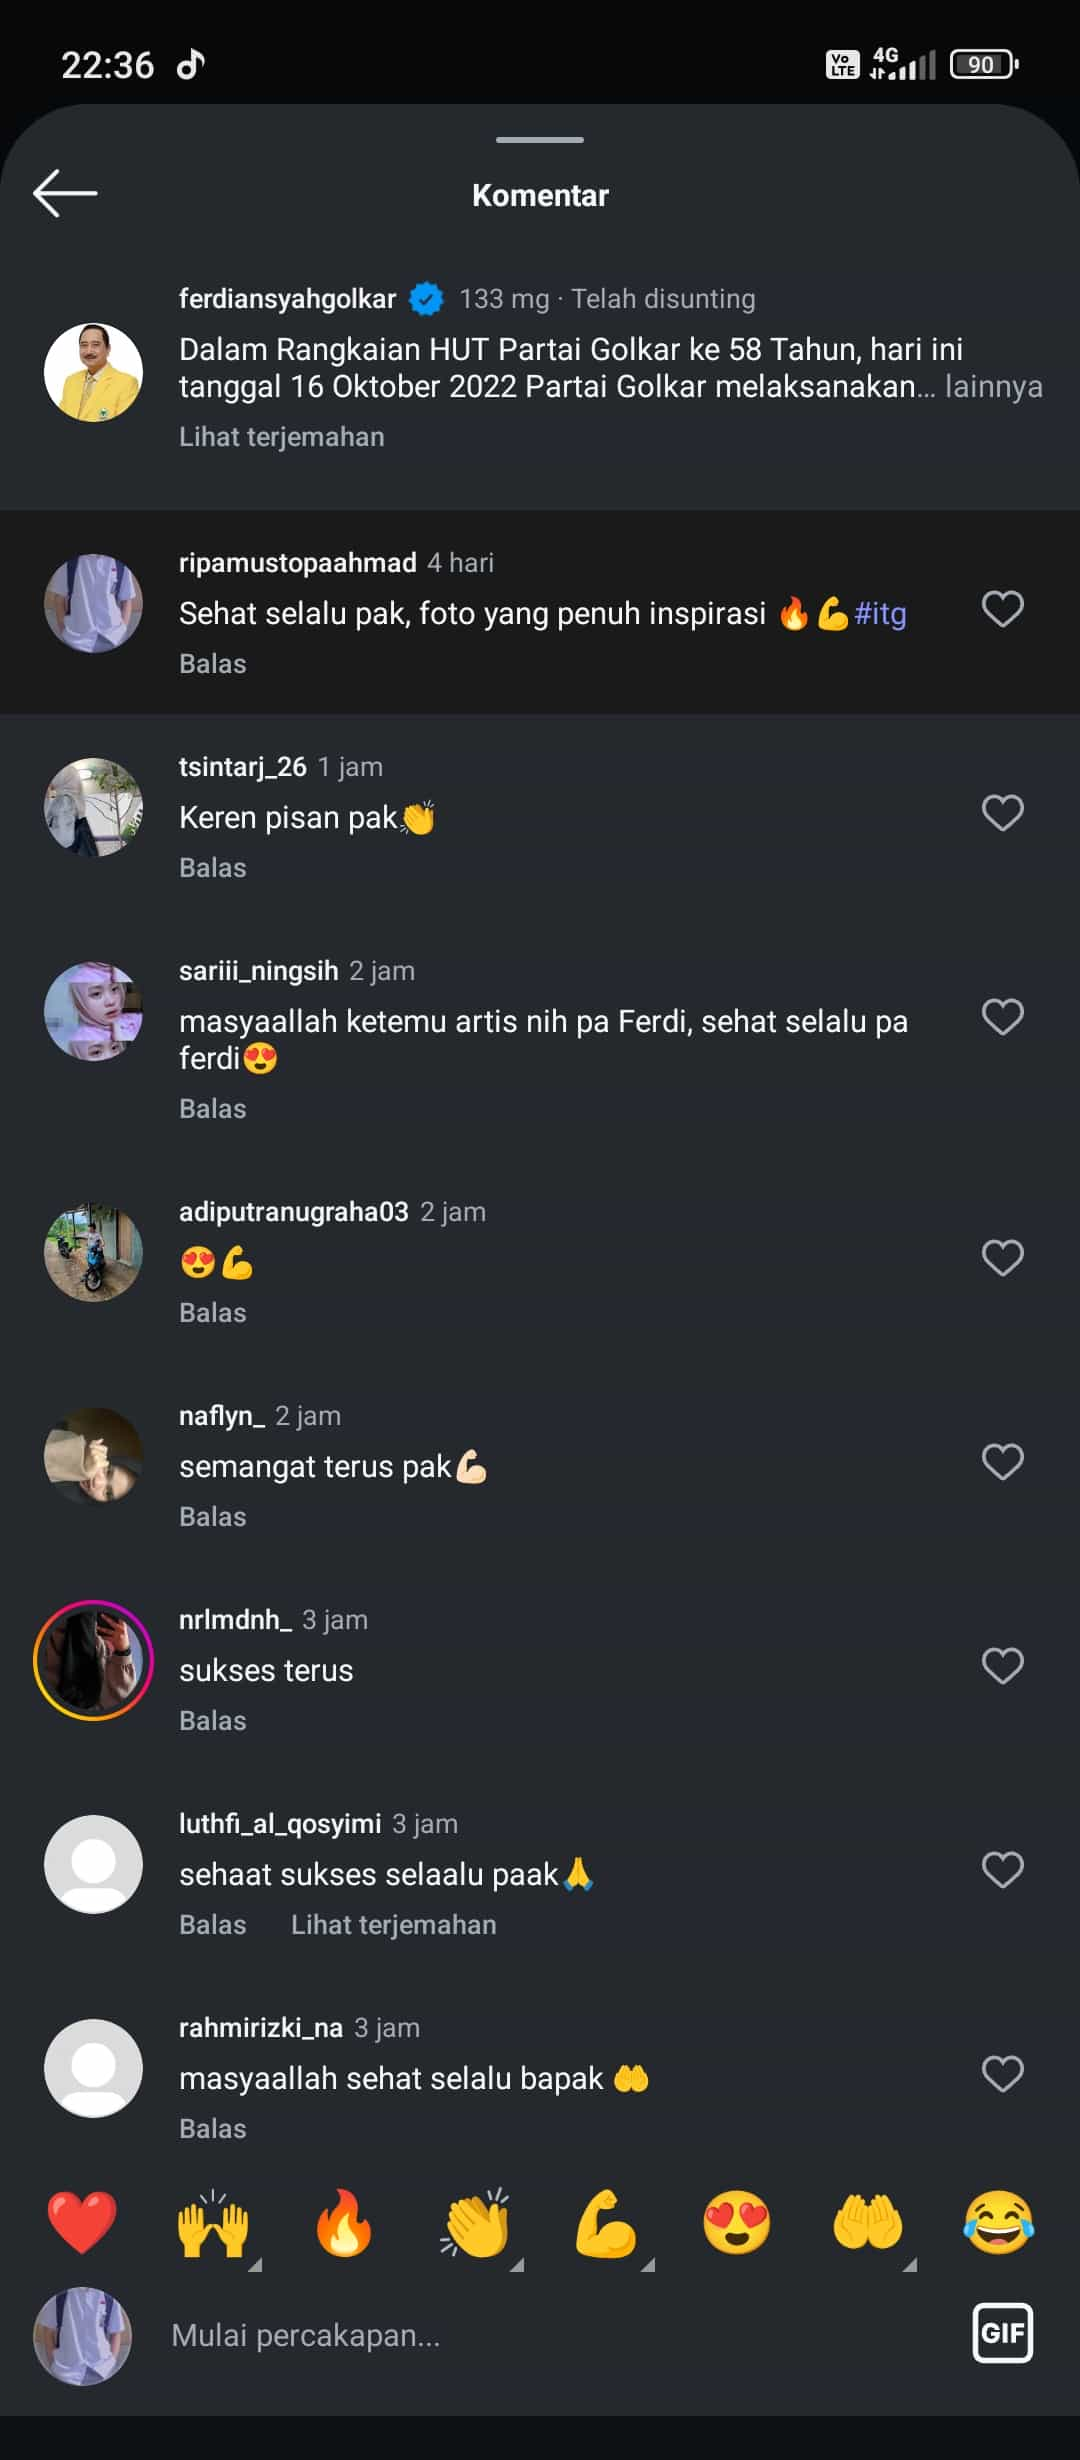 22:36
Vo LTE 4G 90
Komentar
ferdiansyahgolkar 133 mg · Telah disunting
Dalam Rangkaian HUT Partai Golkar ke 58 Tahun, hari ini
tanggal 16 Oktober 2022 Partai Golkar melaksanakan... lainnya
Lihat terjemahan
ripamustopaahmad 4 hari
Sehat selalu pak, foto yang penuh inspirasi 🔥💪#itg
Balas
tsintarj_26 1 jam
Keren pisan pak👏
Balas
sariii_ningsih 2 jam
masyaallah ketemu artis nih pa Ferdi, sehat selalu pa
ferdi😍
Balas
adiputranugraha03 2 jam
😍💪
Balas
naflyn_ 2 jam
semangat terus pak💪🏻
Balas
nrlmdnh_ 3 jam
sukses terus
Balas
luthfi_al_qosyimi 3 jam
sehaat sukses selaalu paak🙏
Balas Lihat terjemahan
rahmirizki_na 3 jam
masyaallah sehat selalu bapak 🤲
Balas
❤️ 🙌 🔥 👏 💪 😍 🤲 😂
Mulai percakapan...
GIF